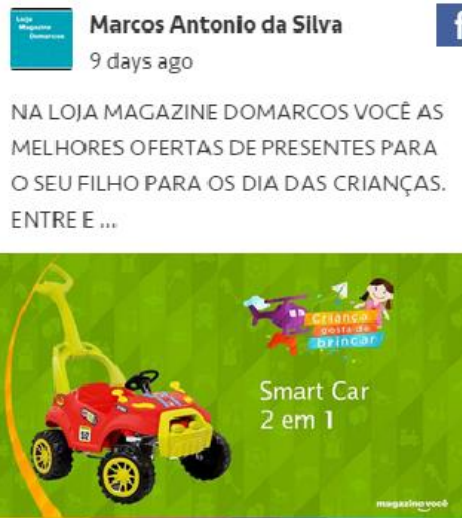 Loja
Magazine
Domarcos
Marcos Antonio da Silva
f
9 days ago
NA LOJA MAGAZINE DOMARCOS VOCÊ AS
MELHORES OFERTAS DE PRESENTES PARA
O SEU FILHO PARA OS DIA DAS CRIANÇAS.
ENTRE E ...
Criança
gosta de
brincar
Smart Car
2 em 1
magazinevocê